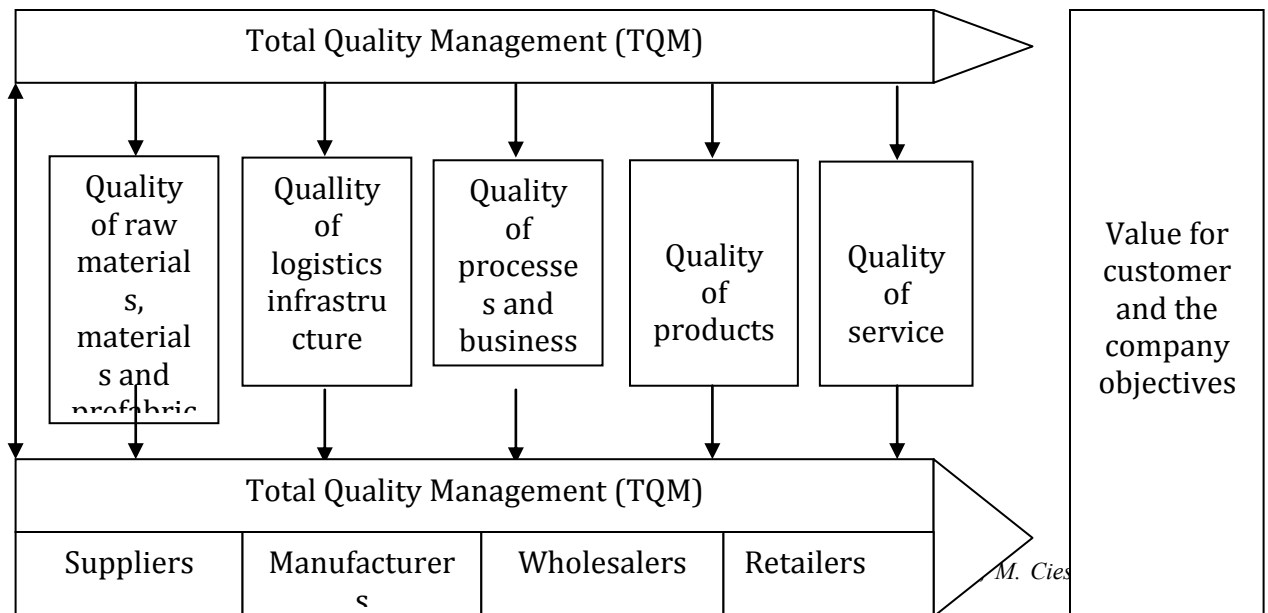 Total Quality Management (TQM)
Quality
of raw
material
s,
material
s and
prefabric
Quallity
of
logistics
infrastru
cture
Quality
of
processe
s and
business
Quality
of
products
Quality
of
service
Value for
customer
and the
company
objectives
Total Quality Management (TQM)
Suppliers
Manufacturer
s
Wholesalers
Retailers
M. Cies